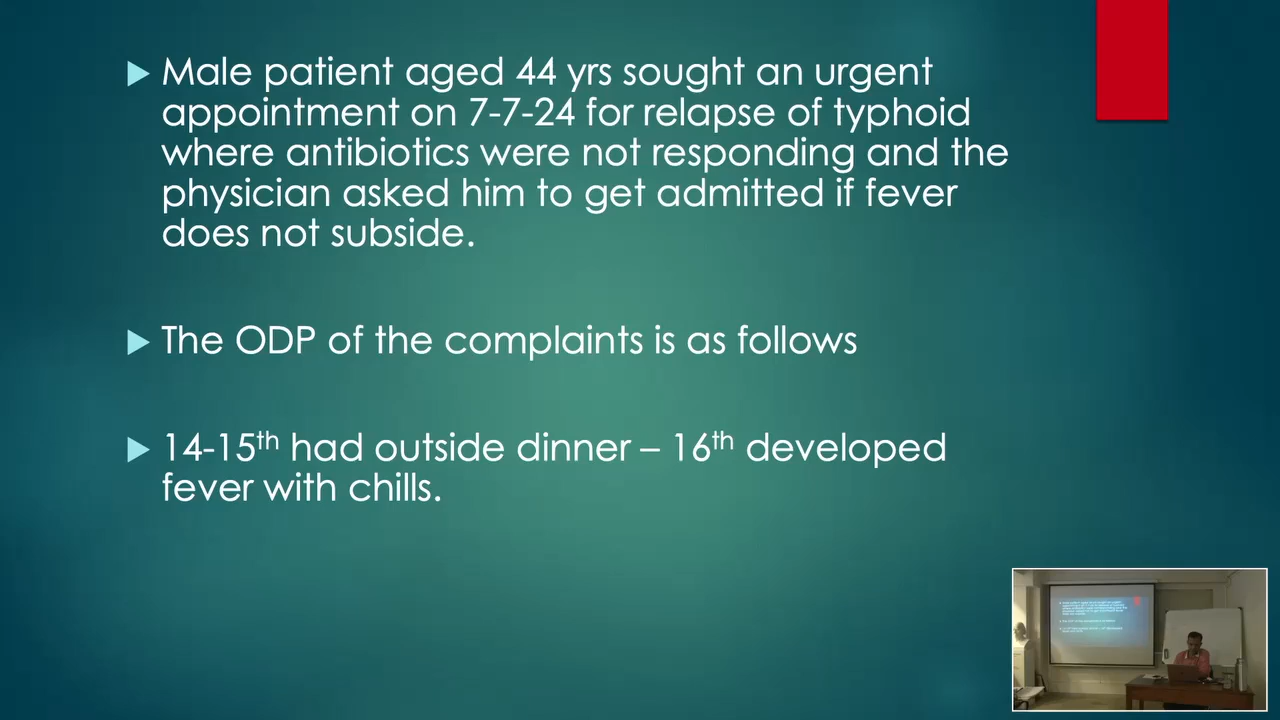 Male patient aged 44 yrs sought an urgent
appointment on 7-7-24 for relapse of typhoid
where antibiotics were not responding and the
physician asked him to get admitted if fever
does not subside.
The ODP of the complaints is as follows
14-15th had outside dinner – 16th developed
fever with chills.